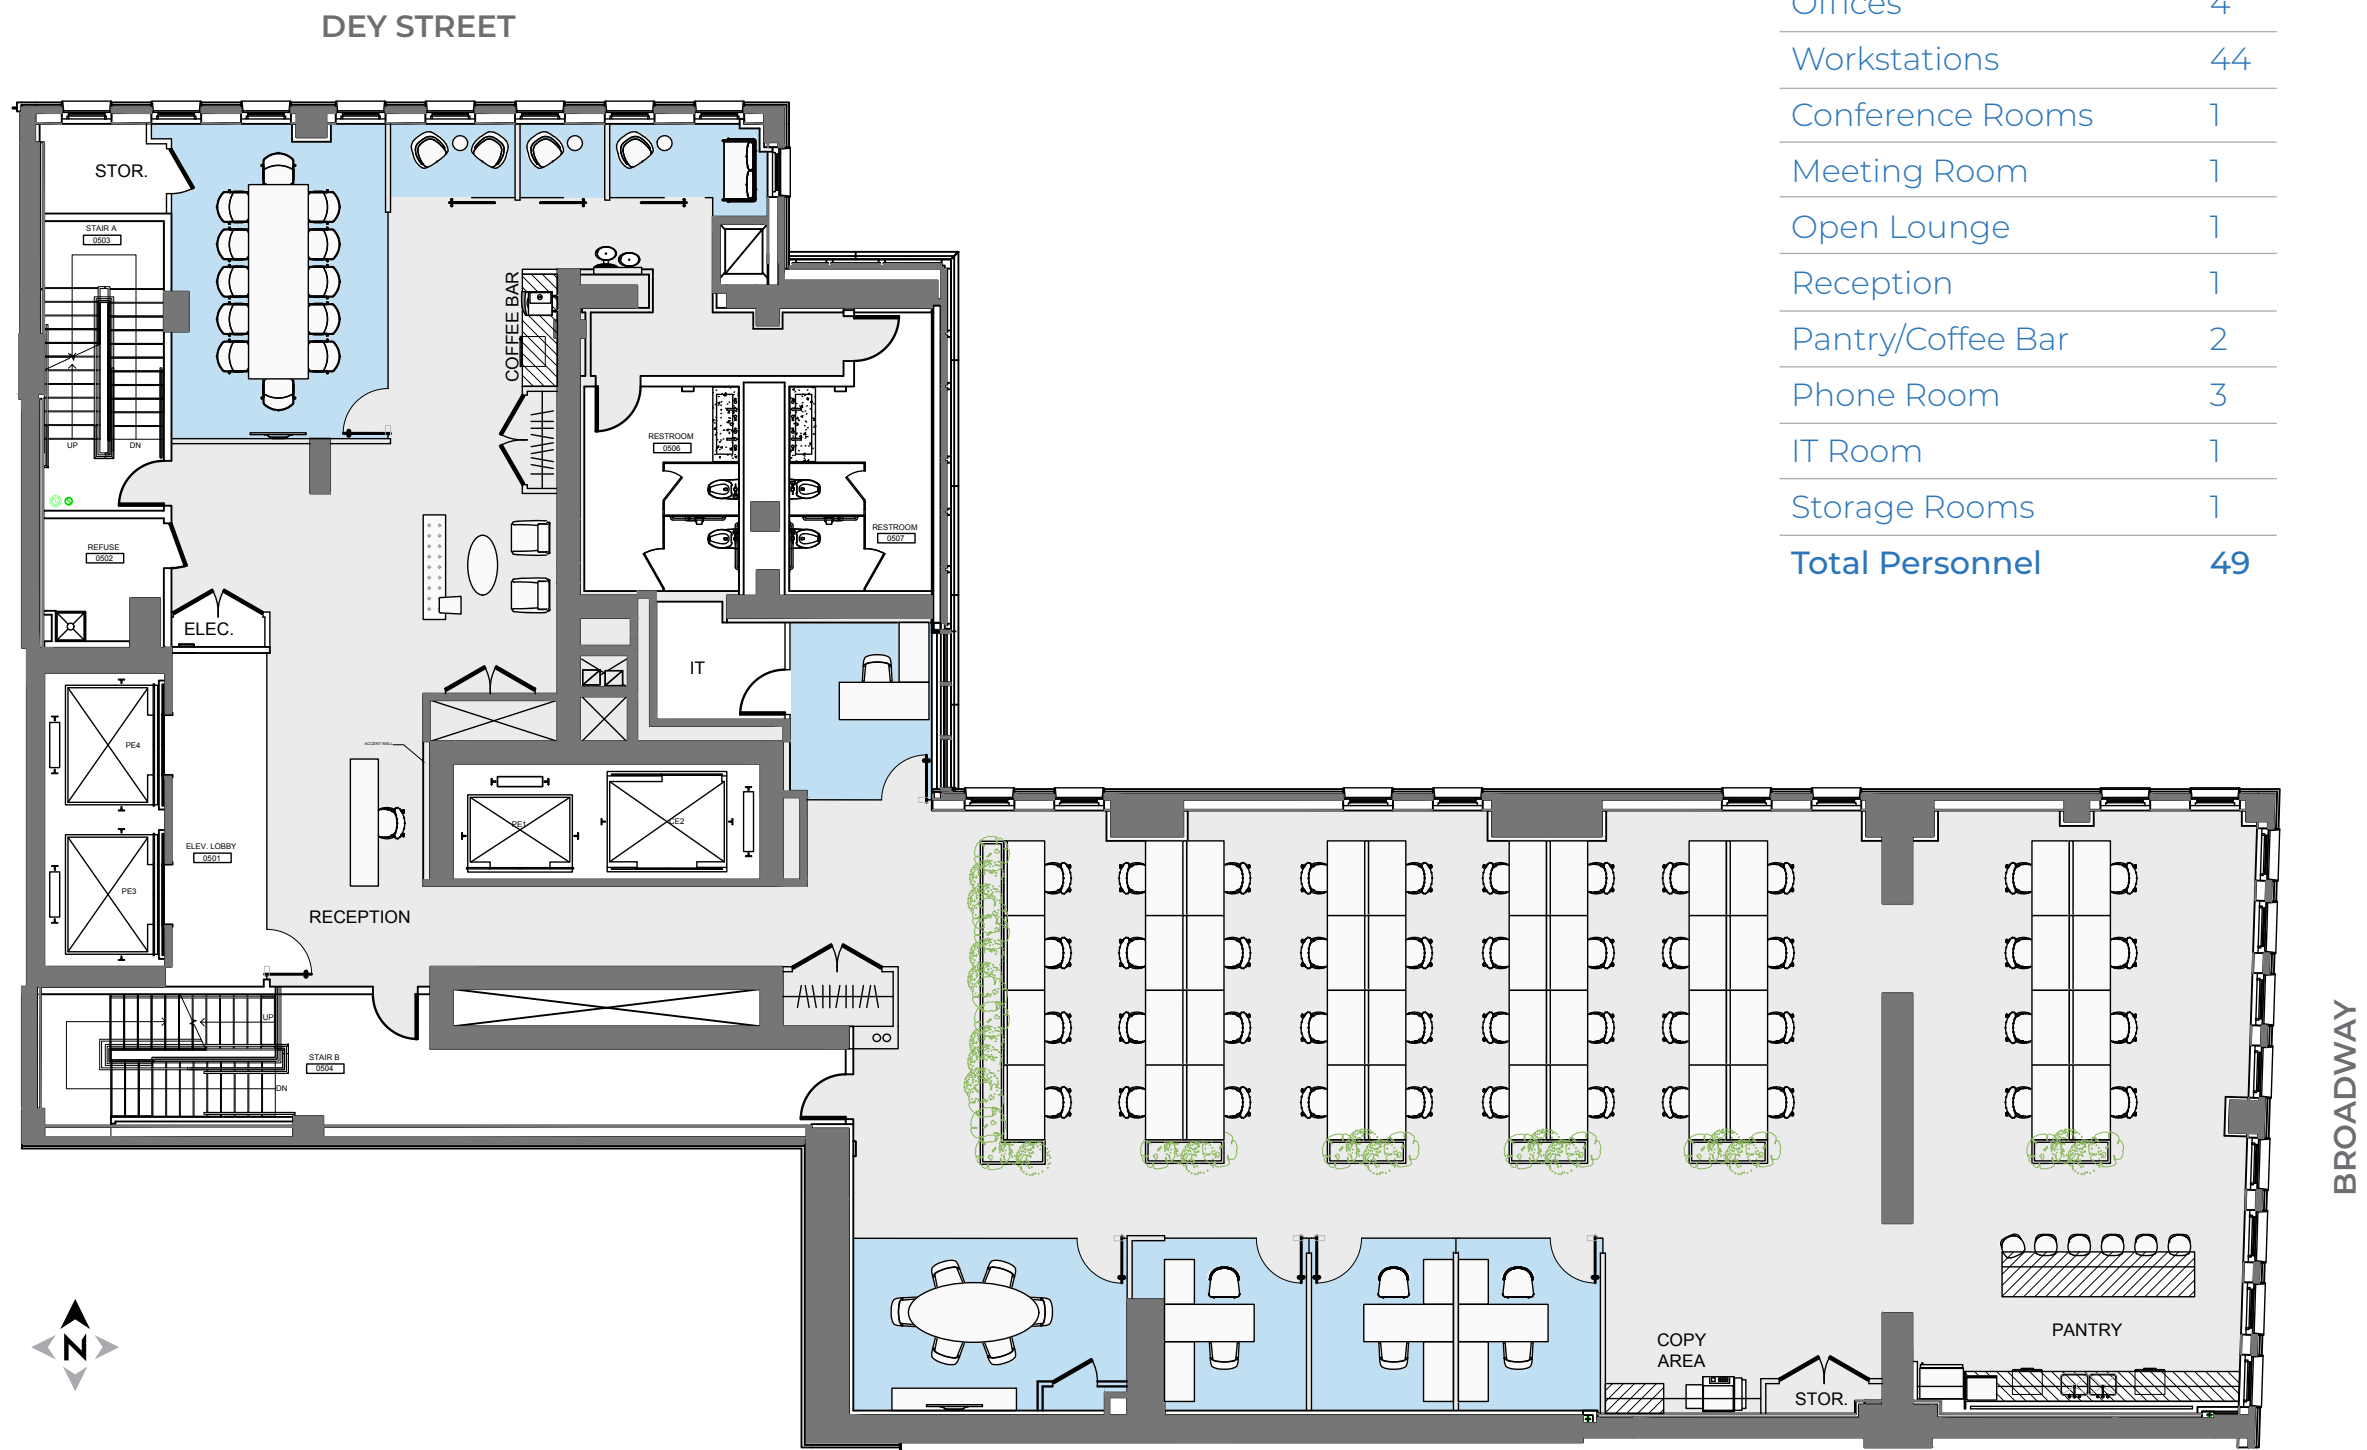 DEY STREET
Offices 4
Workstations 44
Conference Rooms 1
Meeting Room 1
Open Lounge 1
Reception 1
Pantry/Coffee Bar 2
Phone Room 3
IT Room 1
Storage Rooms 1
Total Personnel 49
STOR.
STAIR A
0503
UP
DN
COFFEE BAR
RESTROOM
0506
RESTROOM
0507
REFUSE
0502
ELEC.
IT
PE4
ACCENT WALL
PE1
CE2
PE3
ELEV. LOBBY
0501
RECEPTION
UP
STAIR B
0504
DN
BROADWAY
COPY
AREA
STOR.
PANTRY
N